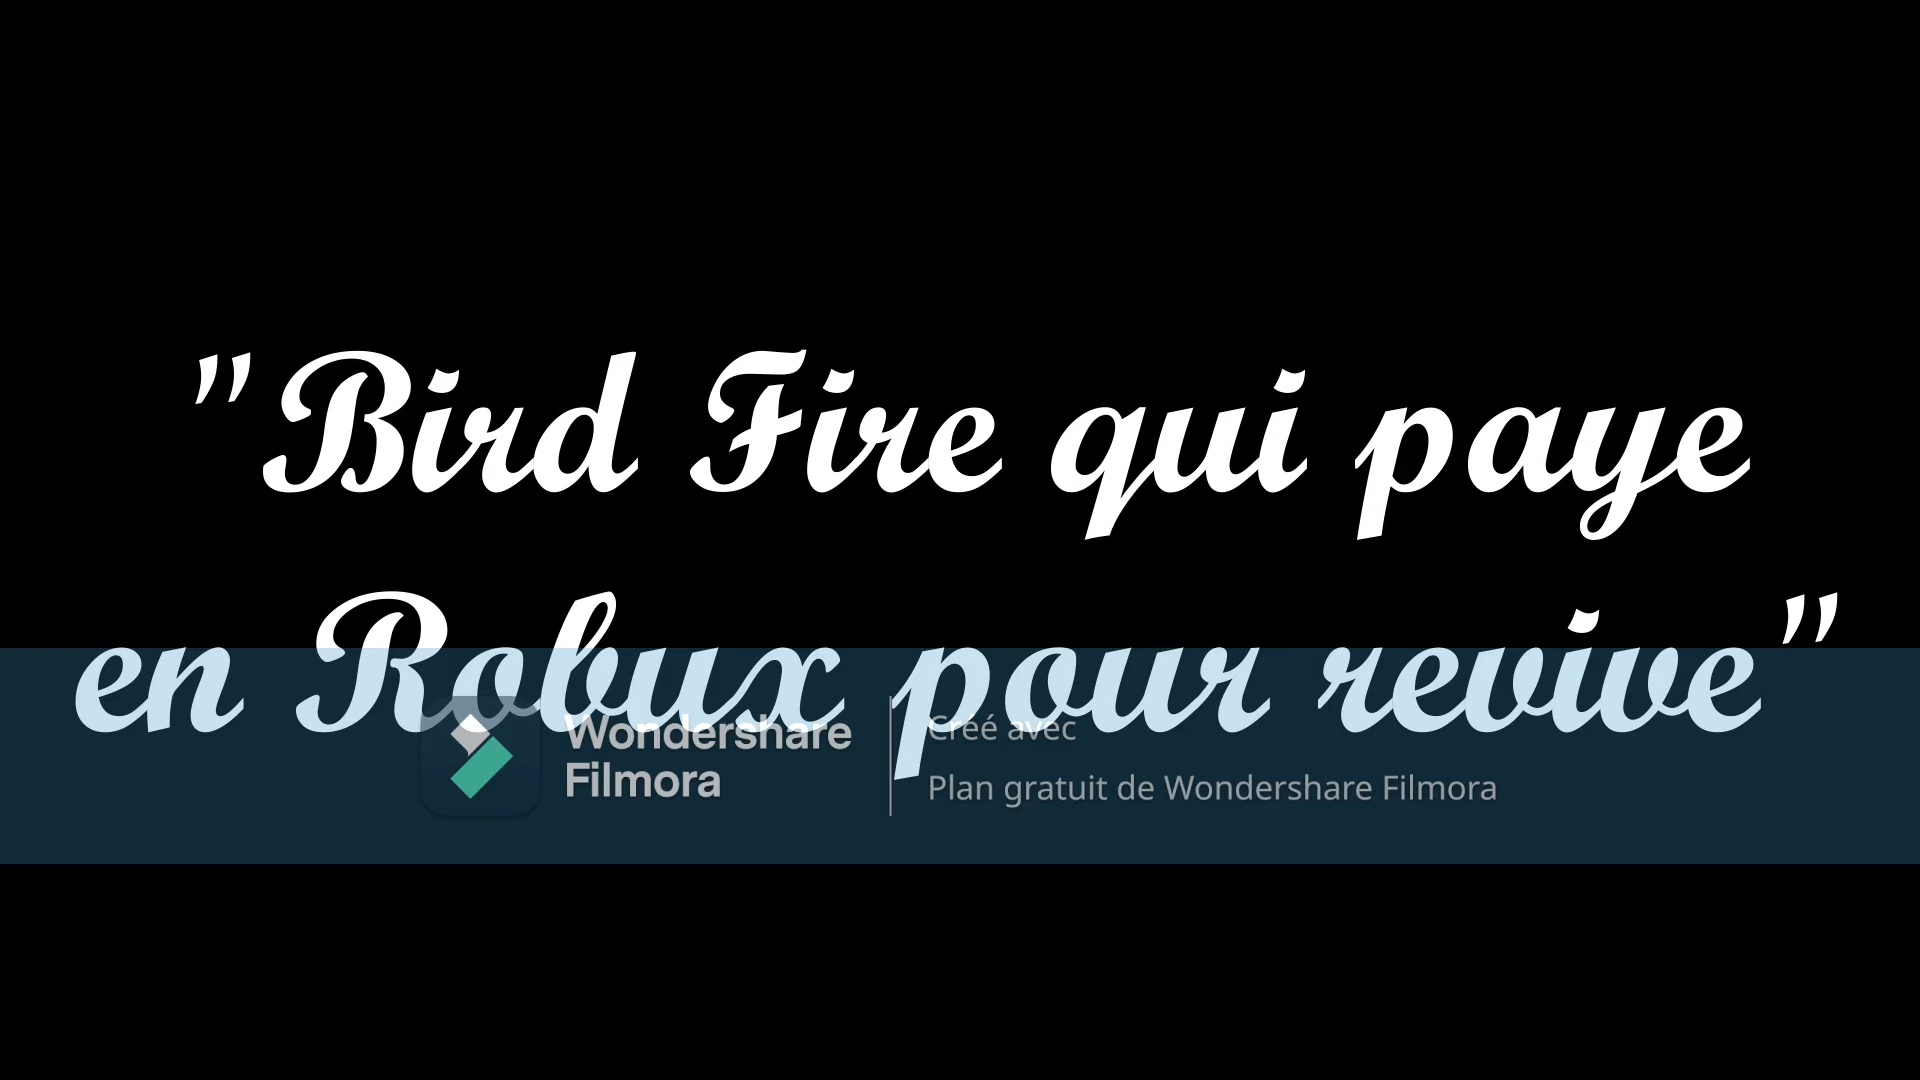 "Bird Fire qui paye
en Robux pour revive"
Wondershare
Filmora
Créé avec
Plan gratuit de Wondershare Filmora